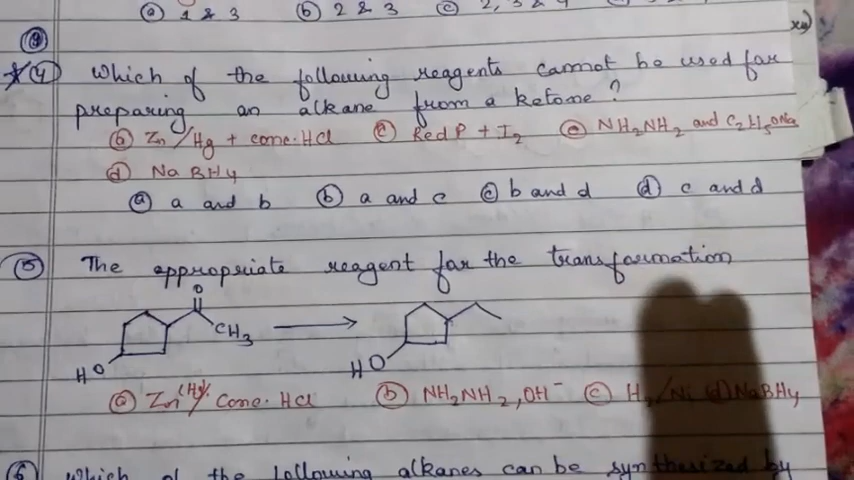 ⓐ 1 & 3 ⓑ 2 & 3 ⓒ 2, 3 & 4
④ Which of the following reagents cannot be used for
preparing an alkane from a ketone?
ⓐ Zn/Hg + conc. HCl ⓒ Red P + I2 ⓔ NH2NH2 and C2H5ONa
ⓓ NaBH4
ⓐ a and b ⓑ a and c ⓒ b and d ⓓ c and d
⑤ The appropriate reagent for the transformation
O
CH3
HO
HO
ⓐ Zn(Hg)/Conc. HCl ⓑ NH2NH2, OH⁻ ⓒ H2/Ni (d) NaBH4
⑥ Which of the following alkanes can be synthesized by